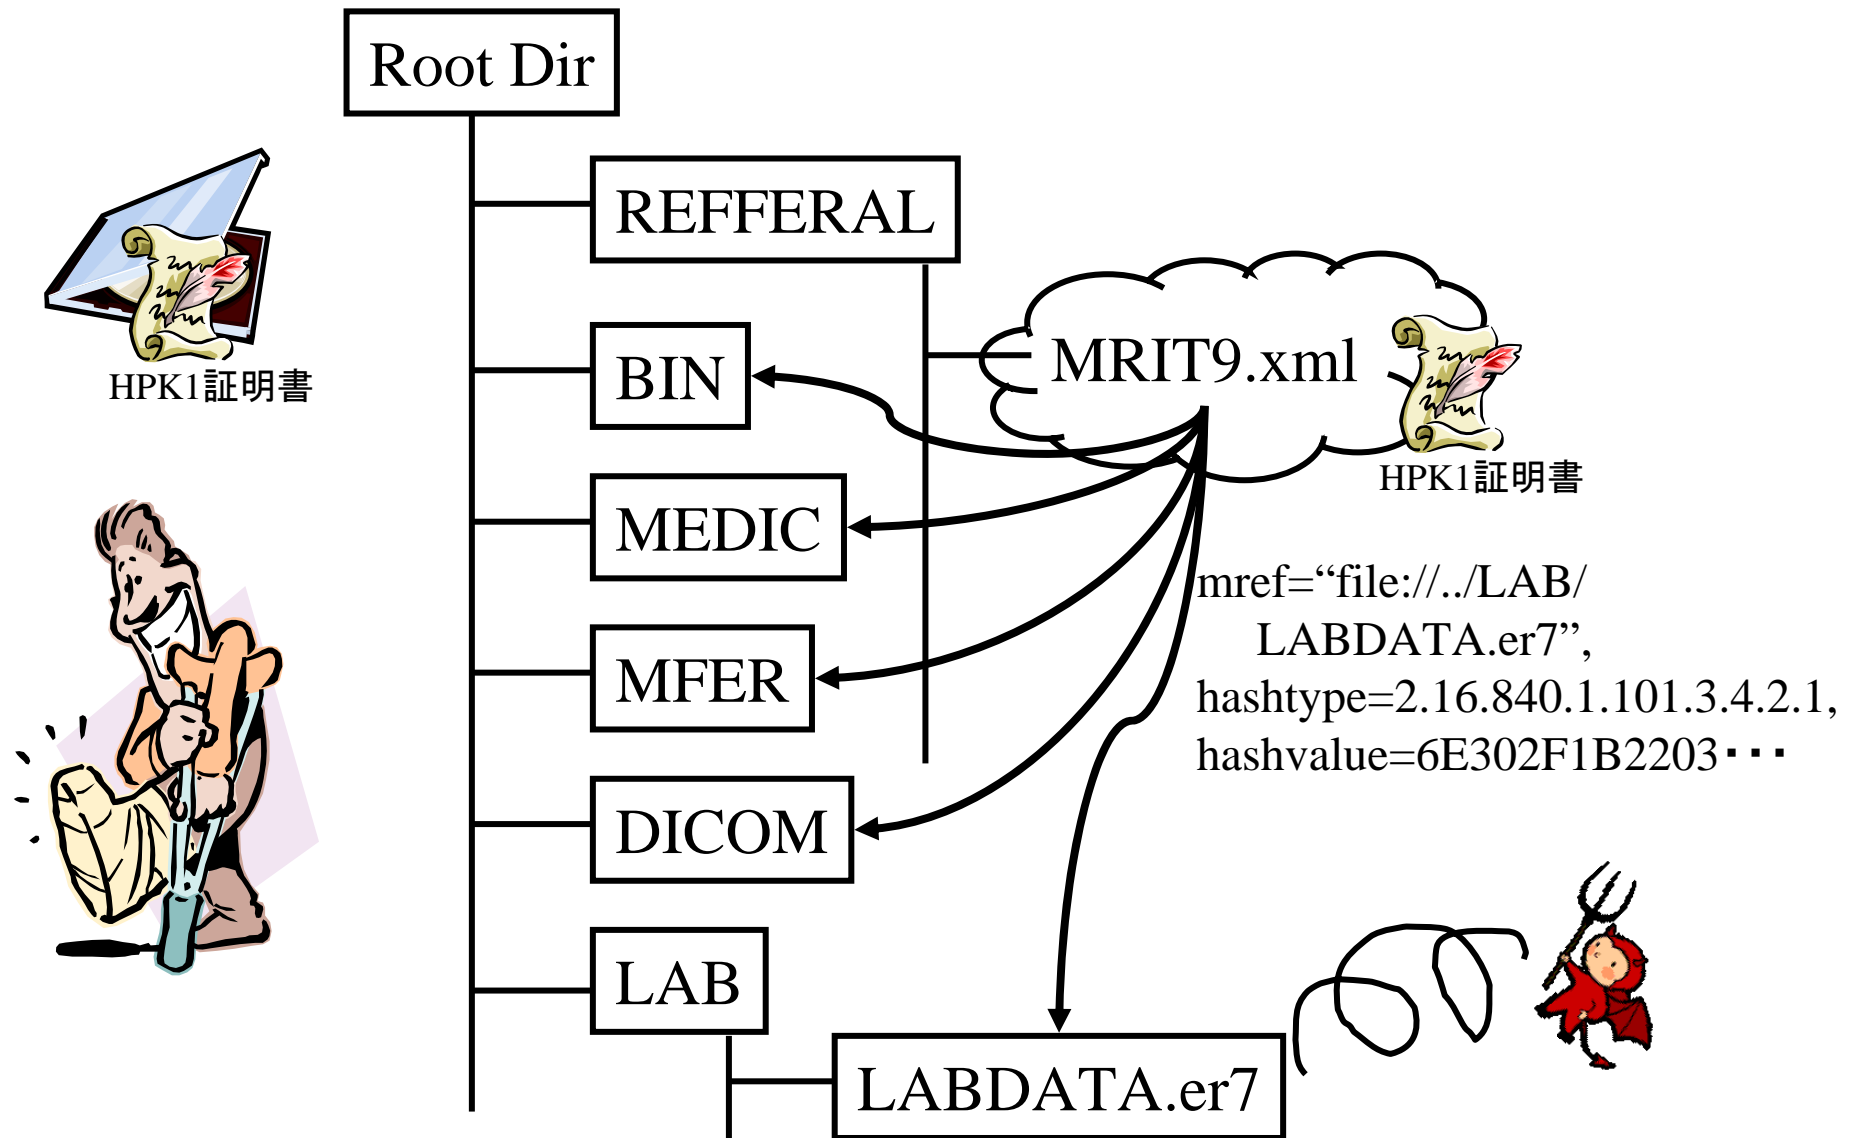 Root Dir
REFFERAL
BIN
MRIT9.xml
HPK1証明書
HPK1証明書
MEDIC
mref=“file://../LAB/
LABDATA.er7”,
hashtype=2.16.840.1.101.3.4.2.1,
hashvalue=6E302F1B2203･･･
MFER
DICOM
LAB
LABDATA.er7